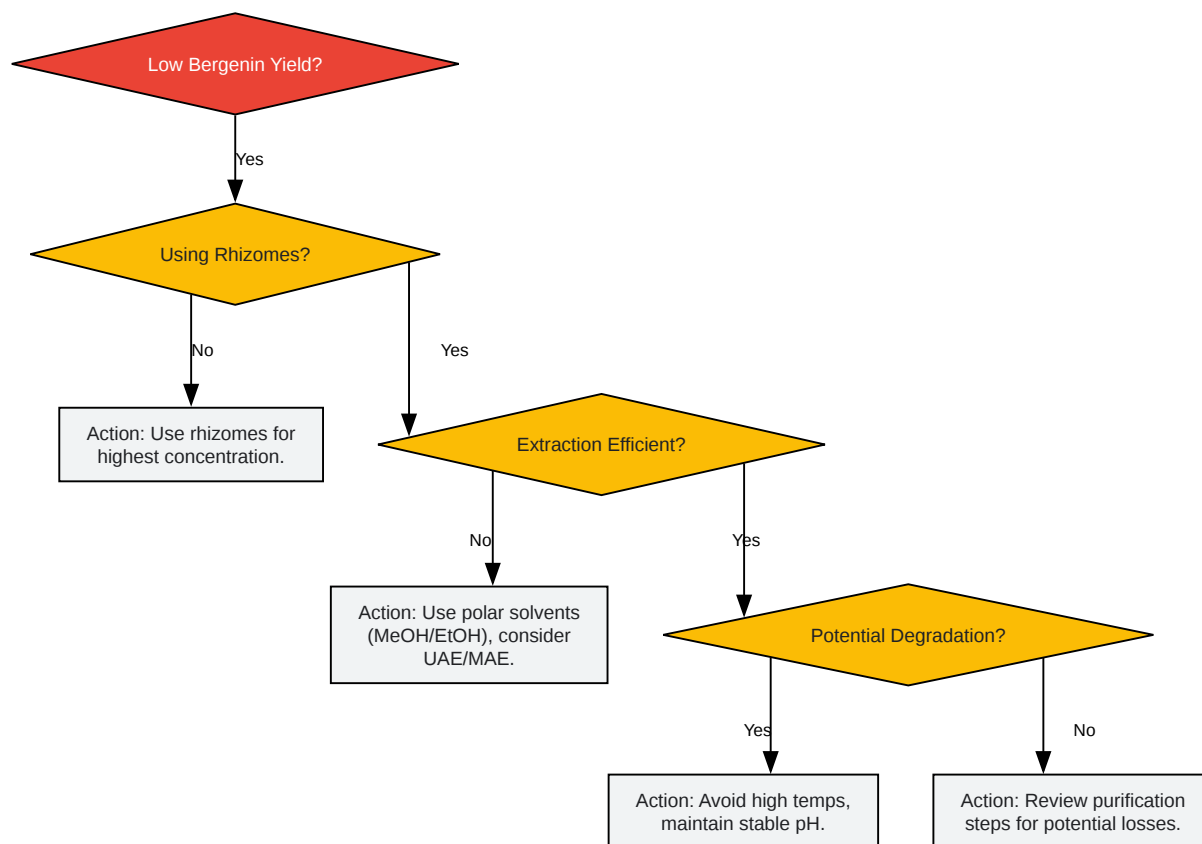 Low Bergenin Yield?
Yes
Using Rhizomes?
No
Yes
Action: Use rhizomes for
highest concentration.
Extraction Efficient?
No
Yes
Action: Use polar solvents
(MeOH/EtOH), consider
UAE/MAE.
Potential Degradation?
Yes
No
Action: Avoid high temps,
maintain stable pH.
Action: Review purification
steps for potential losses.